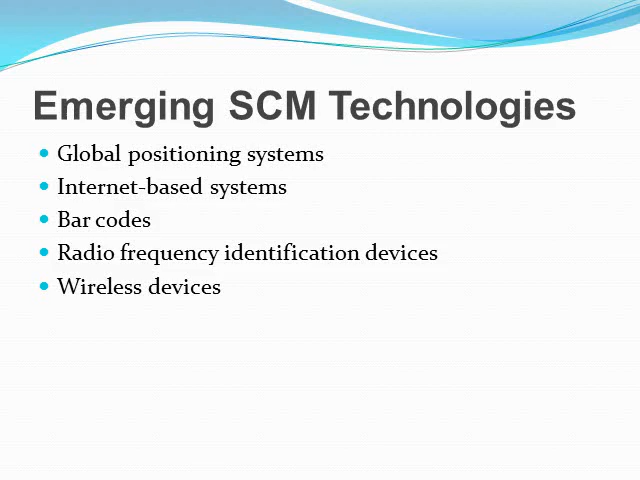 Emerging SCM Technologies
• Global positioning systems
• Internet-based systems
• Bar codes
• Radio frequency identification devices
• Wireless devices